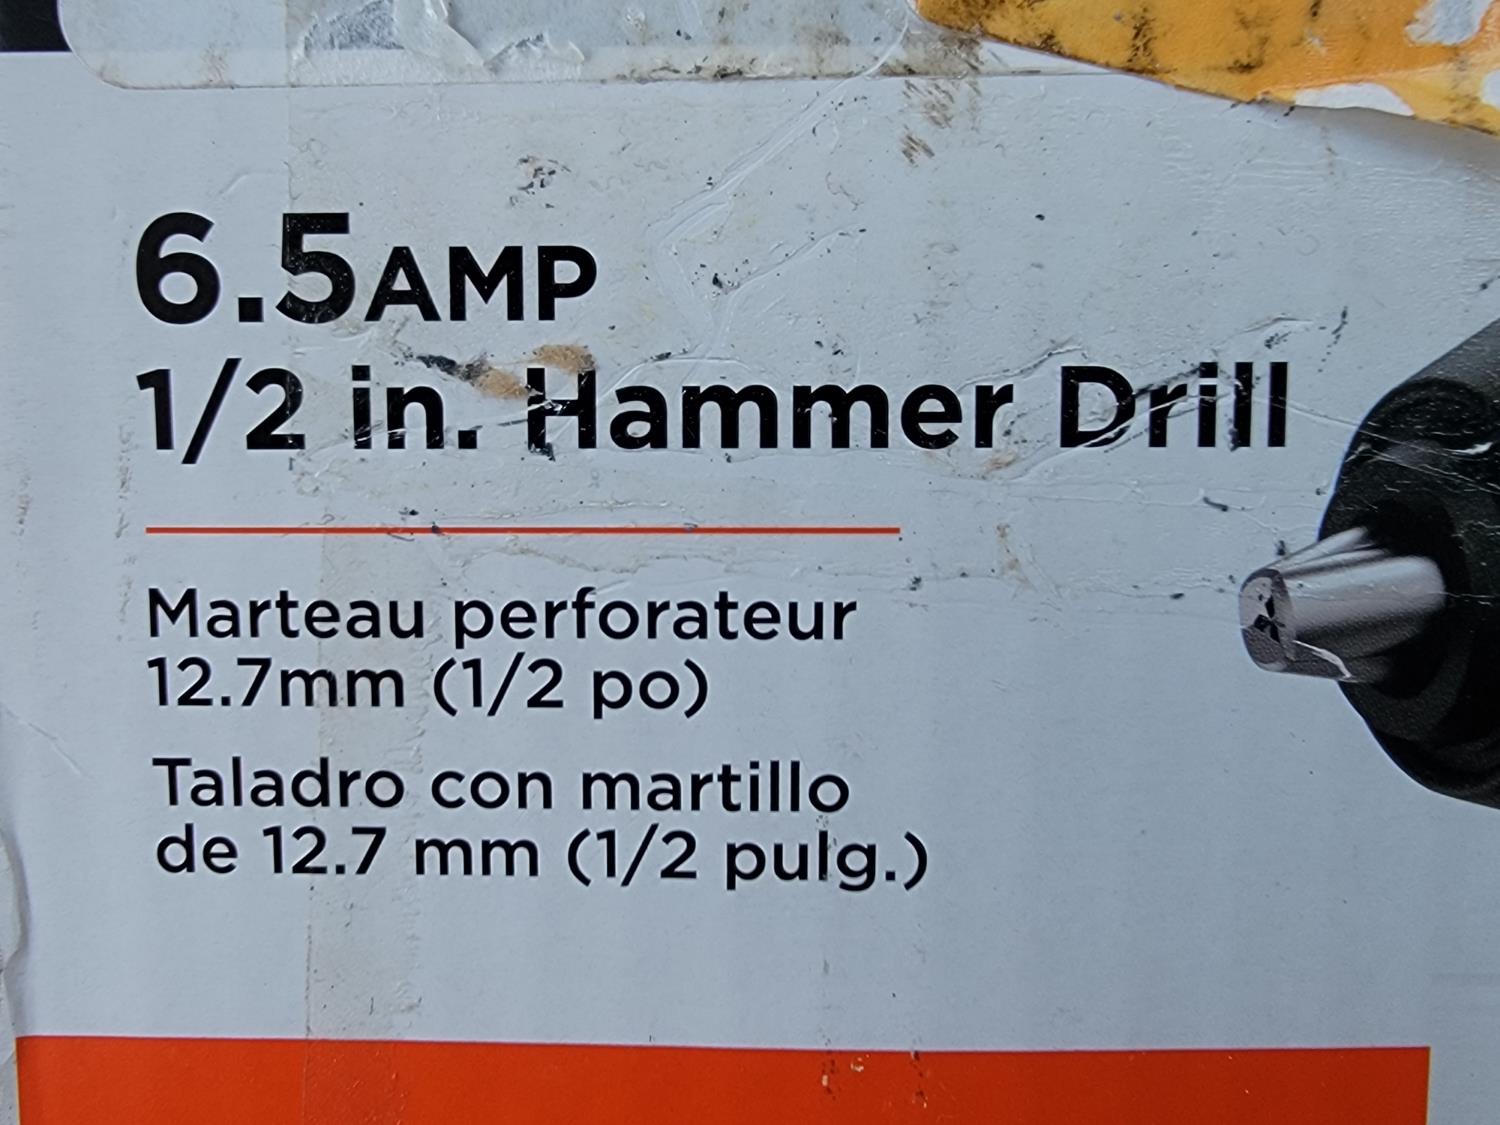 6.5AMP
1/2 in. Hammer Drill
Marteau perforateur
12.7mm (1/2 po)
Taladro con martillo
de 12.7 mm (1/2 pulg.)